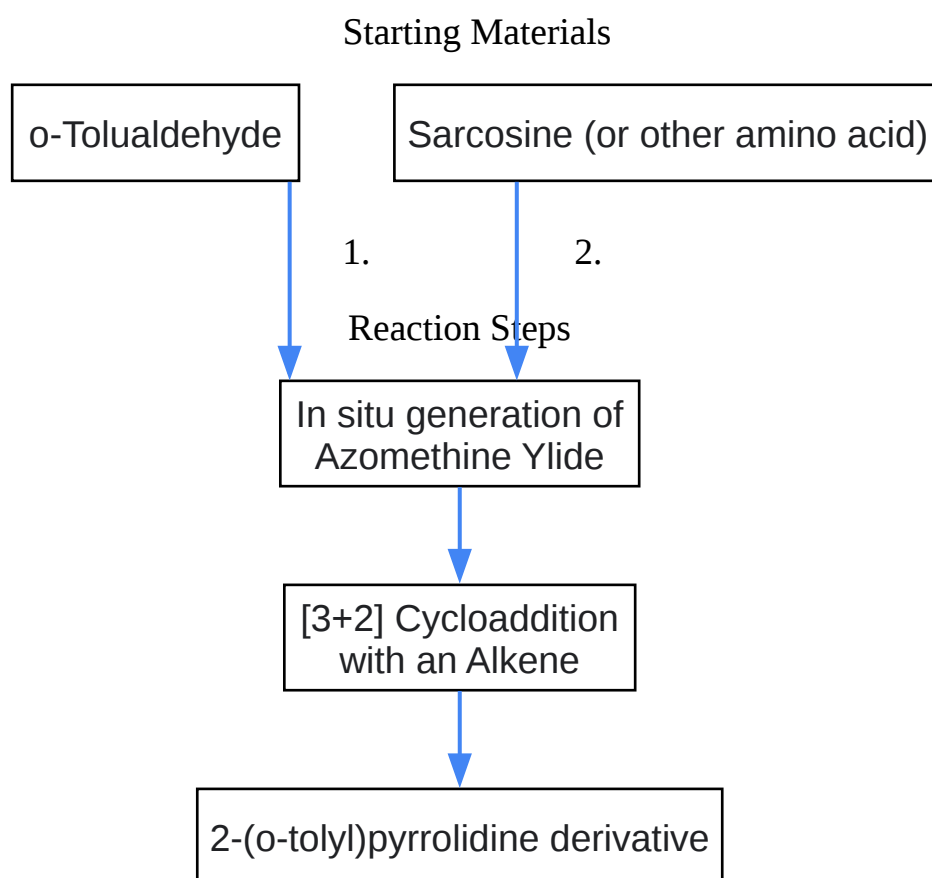 Starting Materials
o-Tolualdehyde
Sarcosine (or other amino acid)
1.
2.
Reaction Steps
In situ generation of
Azomethine Ylide
[3+2] Cycloaddition
with an Alkene
2-(o-tolyl)pyrrolidine derivative